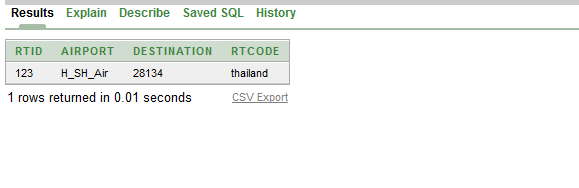 Results Explain Describe Saved SQL History
RTID AIRPORT DESTINATION RTCODE
123 H_SH_Air 28134 thailand
1 rows returned in 0.01 seconds CSV Export